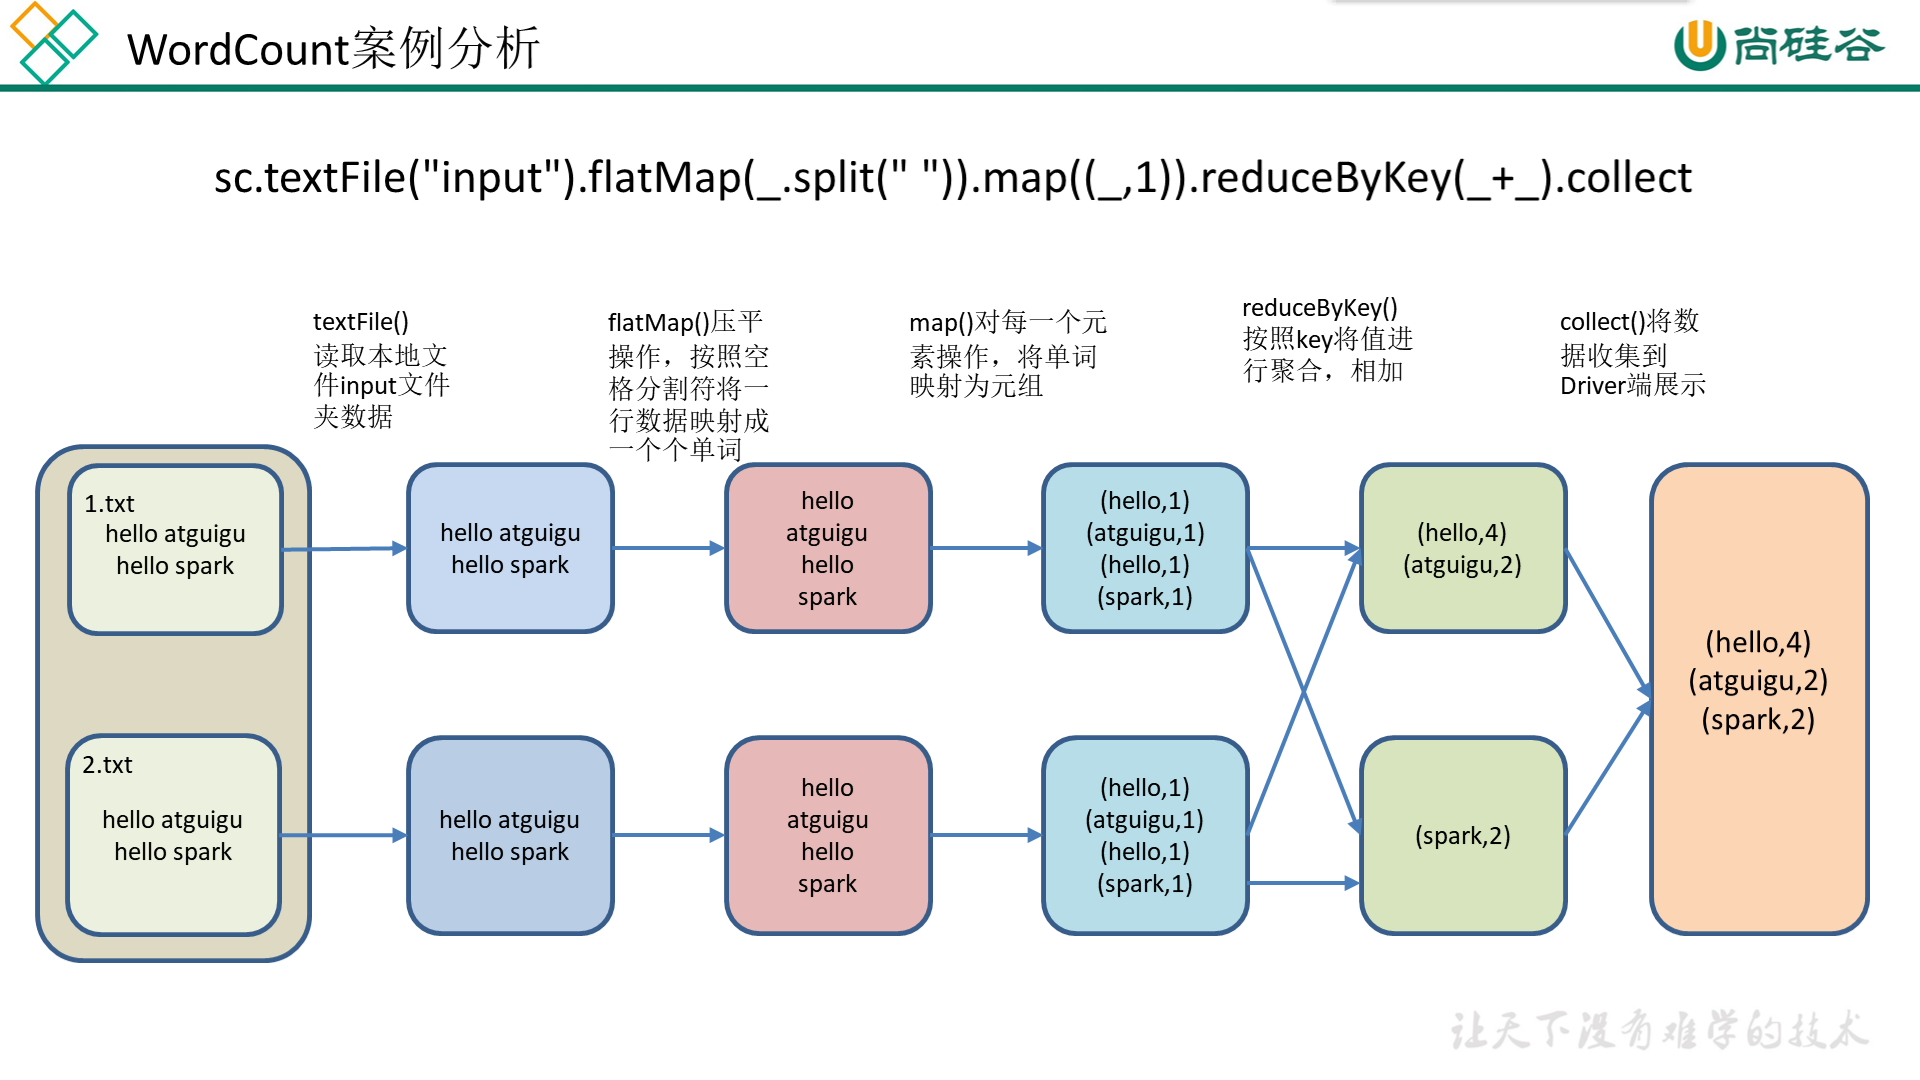 WordCount案例分析
尚硅谷
sc.textFile("input").flatMap(_.split(" ")).map((_,1)).reduceByKey(_+_).collect
textFile()
读取本地文
件input文件
夹数据
flatMap()压平
操作，按照空
格分割符将一
行数据映射成
一个个单词
map()对每一个元
素操作，将单词
映射为元组
reduceByKey()
按照key将值进
行聚合，相加
collect()将数
据收集到
Driver端展示
1.txt
hello atguigu
hello spark
hello atguigu
hello spark
hello
atguigu
hello
spark
(hello,1)
(atguigu,1)
(hello,1)
(spark,1)
(hello,4)
(atguigu,2)
(hello,4)
(atguigu,2)
(spark,2)
2.txt
hello atguigu
hello spark
hello atguigu
hello spark
hello
atguigu
hello
spark
(hello,1)
(atguigu,1)
(hello,1)
(spark,1)
(spark,2)
让天下没有难学的技术